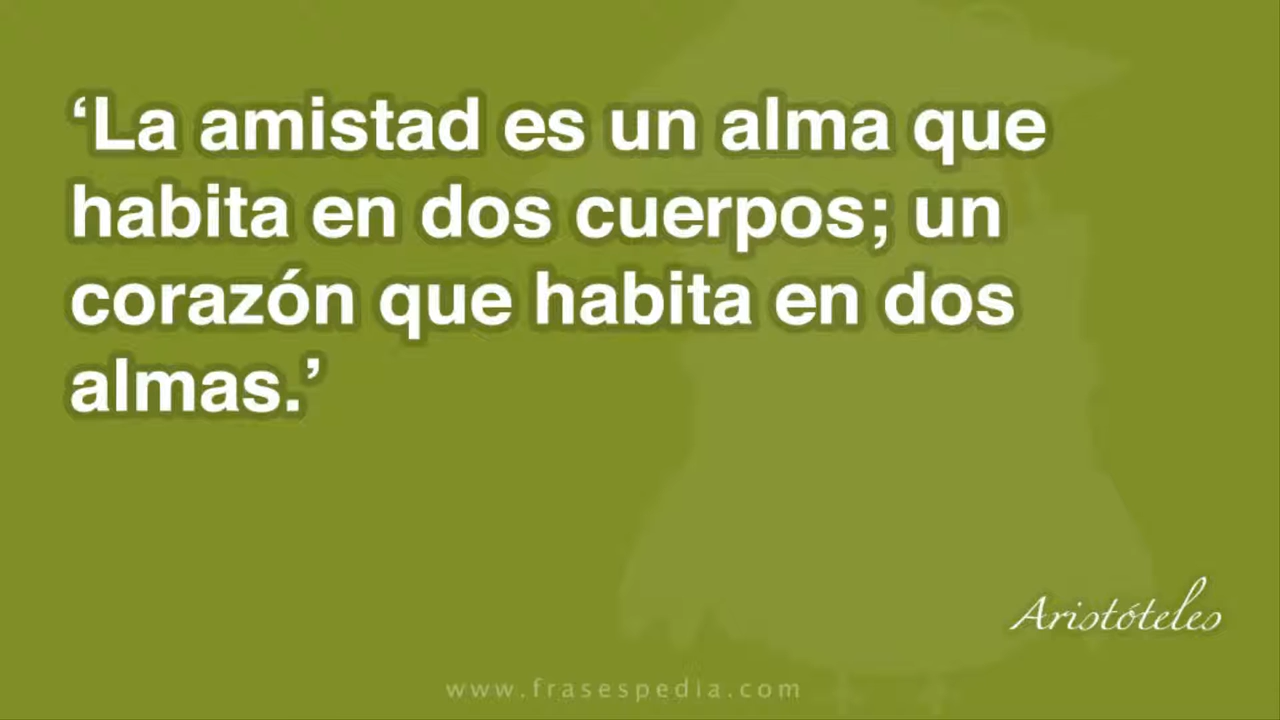 ‘La amistad es un alma que
habita en dos cuerpos; un
corazón que habita en dos
almas.’
Aristóteles
www.frasespedia.com